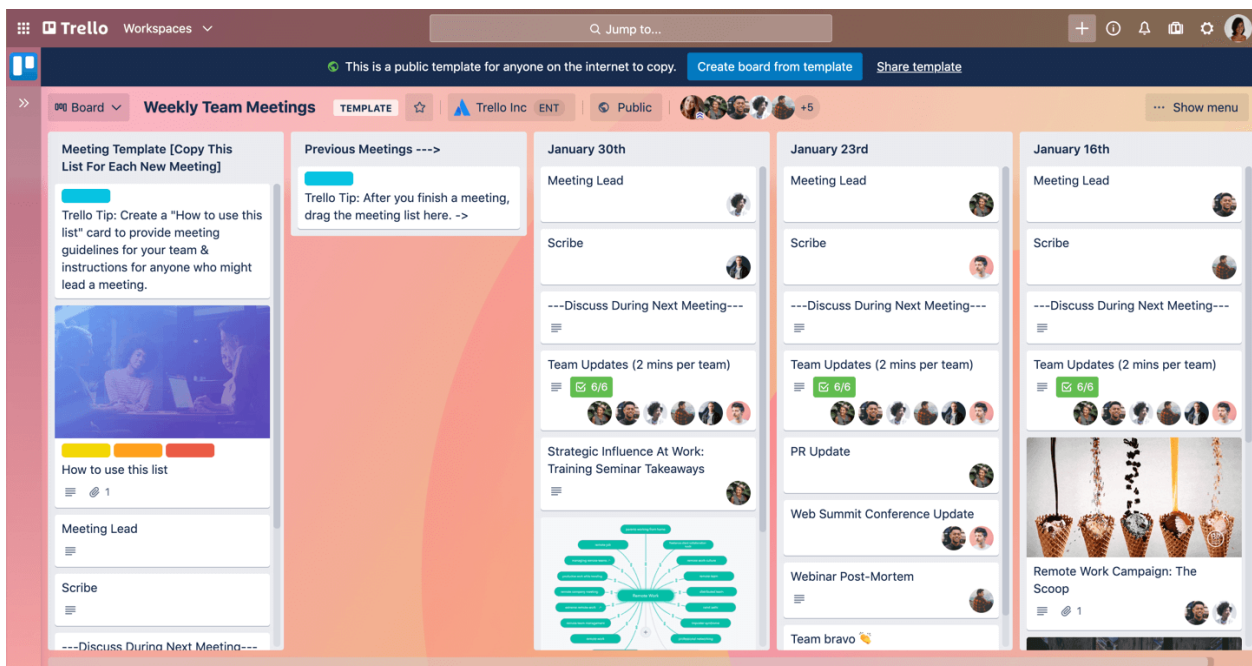 Trello Workspaces
Jump to...
This is a public template for anyone on the internet to copy. Create board from template Share template
Board Weekly Team Meetings TEMPLATE Trello Inc ENT Public +5 Show menu
Meeting Template [Copy This
List For Each New Meeting]
Trello Tip: Create a "How to use this
list" card to provide meeting
guidelines for your team &
instructions for anyone who might
lead a meeting.
How to use this list
1
Meeting Lead
Scribe
---Discuss During Next Meeting---
Previous Meetings --->
Trello Tip: After you finish a meeting,
drag the meeting list here. ->
January 30th
Meeting Lead
Scribe
---Discuss During Next Meeting---
Team Updates (2 mins per team)
6/6
Strategic Influence At Work:
Training Seminar Takeaways
Remote Work
January 23rd
Meeting Lead
Scribe
---Discuss During Next Meeting---
Team Updates (2 mins per team)
6/6
PR Update
Web Summit Conference Update
Webinar Post-Mortem
Team bravo 👏
January 16th
Meeting Lead
Scribe
---Discuss During Next Meeting---
Team Updates (2 mins per team)
6/6
Remote Work Campaign: The
Scoop
1